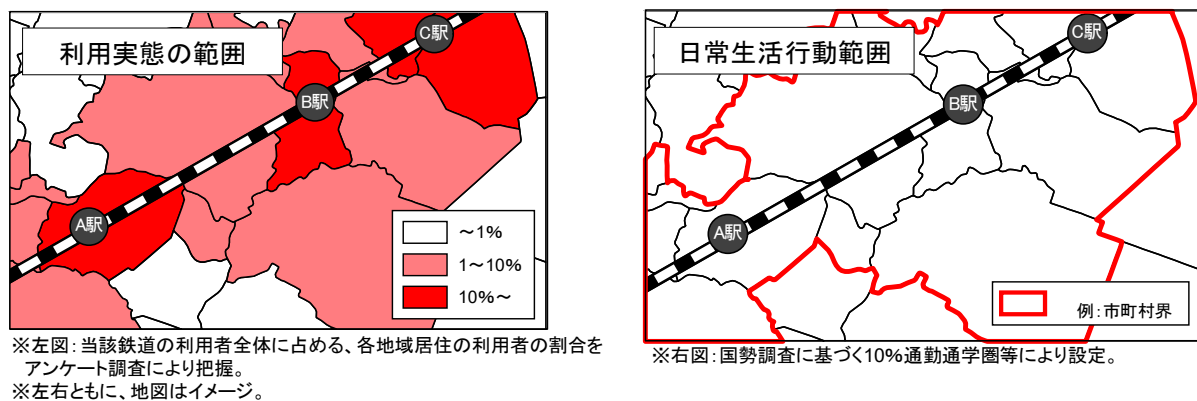 利用実態の範囲
C駅
B駅
A駅
～1%
1～10%
10%～
※左図：当該鉄道の利用者全体に占める、各地域居住の利用者の割合を
アンケート調査により把握。
※左右ともに、地図はイメージ。
日常生活行動範囲
C駅
B駅
A駅
例：市町村界
※右図：国勢調査に基づく10%通勤通学圏等により設定。